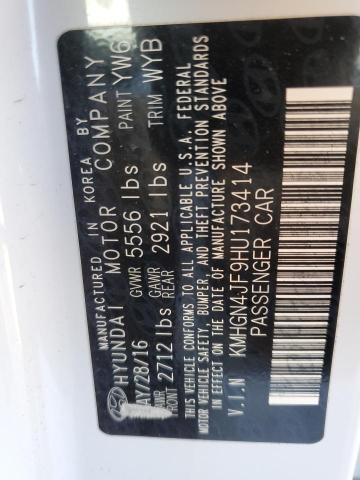 MANUFACTURED IN KOREA BY
HYUNDAI MOTOR COMPANY
AY/28/16 GVWR 5556 lbs PAINT YW6
GAWR FRONT 2712 lbs GAWR REAR 2921 lbs TRIM WYB
THIS VEHICLE CONFORMS TO ALL APPLICABLE U.S.A. FEDERAL
MOTOR VEHICLE SAFETY, BUMPER, AND THEFT PREVENTION STANDARDS
IN EFFECT ON THE DATE OF MANUFACTURE SHOWN ABOVE
V.I.N KMHGN4JF9HU173414
PASSENGER CAR